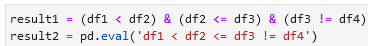 result1 = (df1 < df2) & (df2 <= df3) & (df3 != df4)
result2 = pd.eval('df1 < df2 <= df3 != df4')